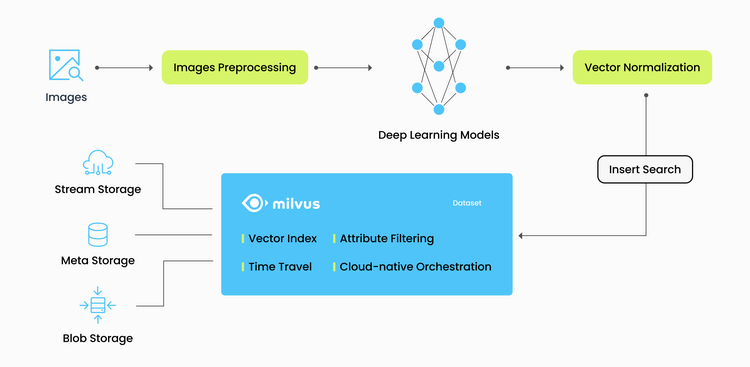 Images
Images Preprocessing
Deep Learning Models
Vector Normalization
Insert Search
Stream Storage
Meta Storage
Blob Storage
milvus
Dataset
Vector Index
Attribute Filtering
Time Travel
Cloud-native Orchestration